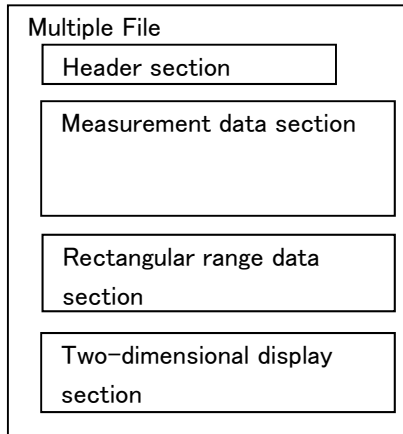 Multiple File
Header section
Measurement data section
Rectangular range data
section
Two-dimensional display
section